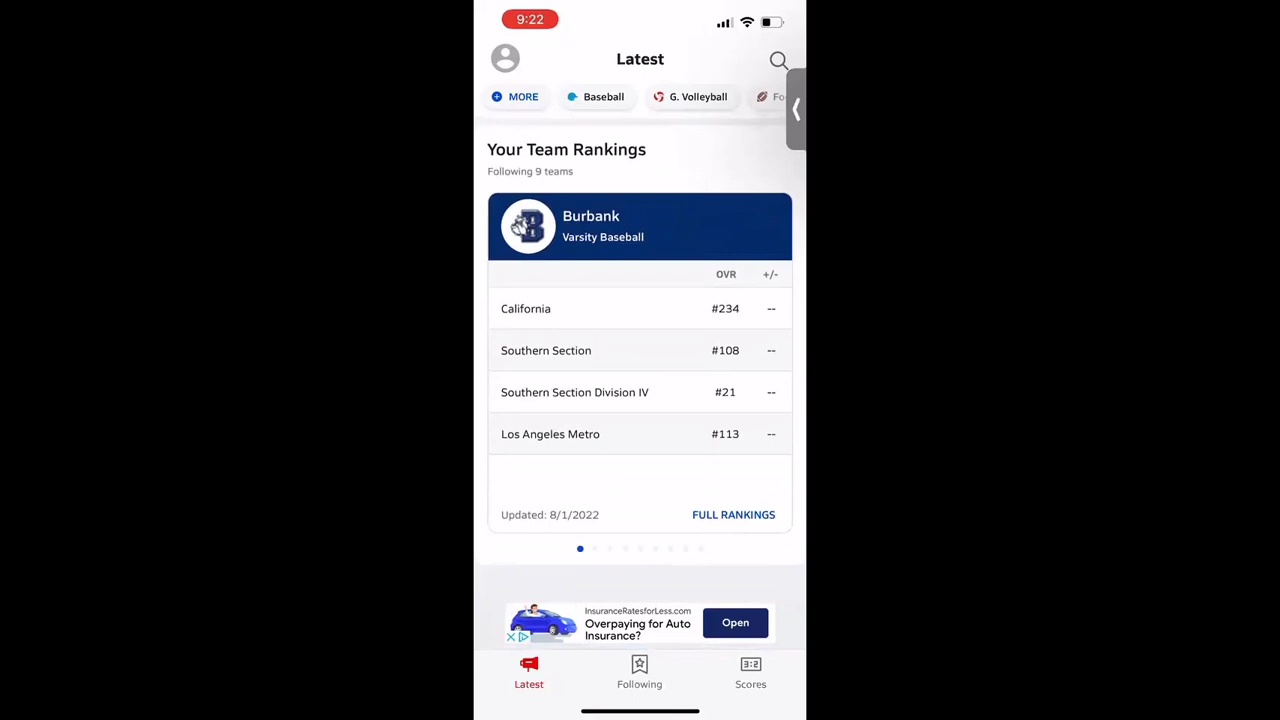 9:22
Latest
MORE
Baseball
G. Volleyball
Your Team Rankings
Following 9 teams
B
Burbank
Varsity Baseball
OVR +/-
California #234 --
Southern Section #108 --
Southern Section Division IV #21 --
Los Angeles Metro #113 --
Updated: 8/1/2022 FULL RANKINGS
InsuranceRatesforLess.com
Overpaying for Auto
Insurance?
Open
3:2
Latest Following Scores